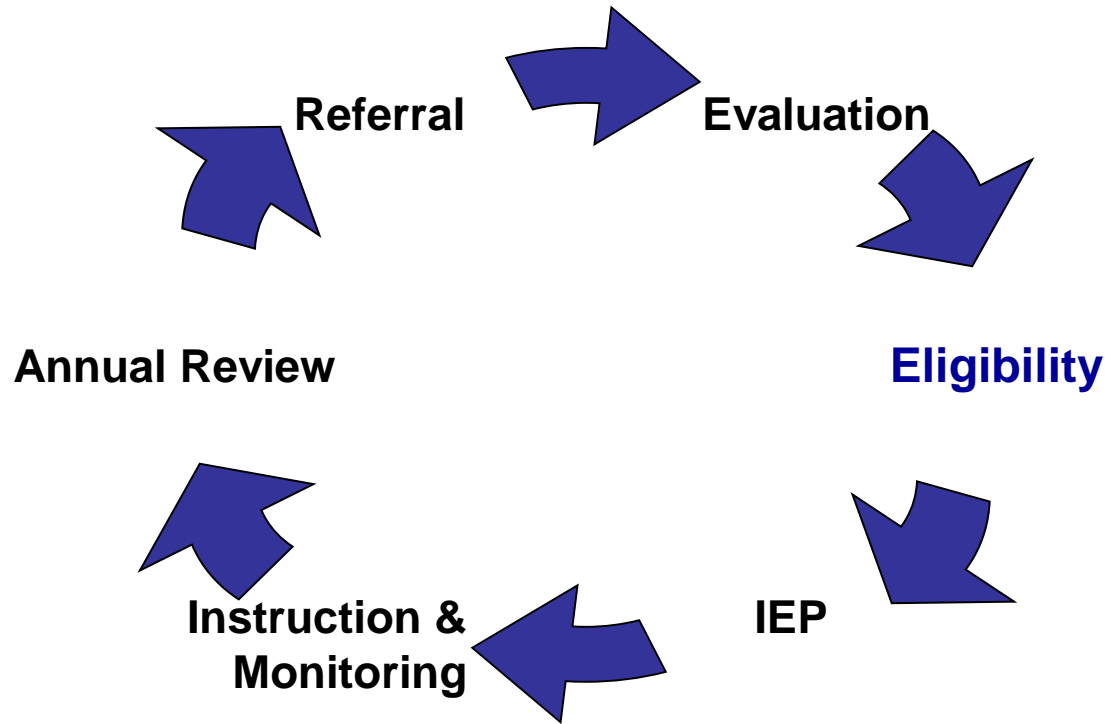 Referral
Evaluation
Eligibility
IEP
Instruction &
Monitoring
Annual Review